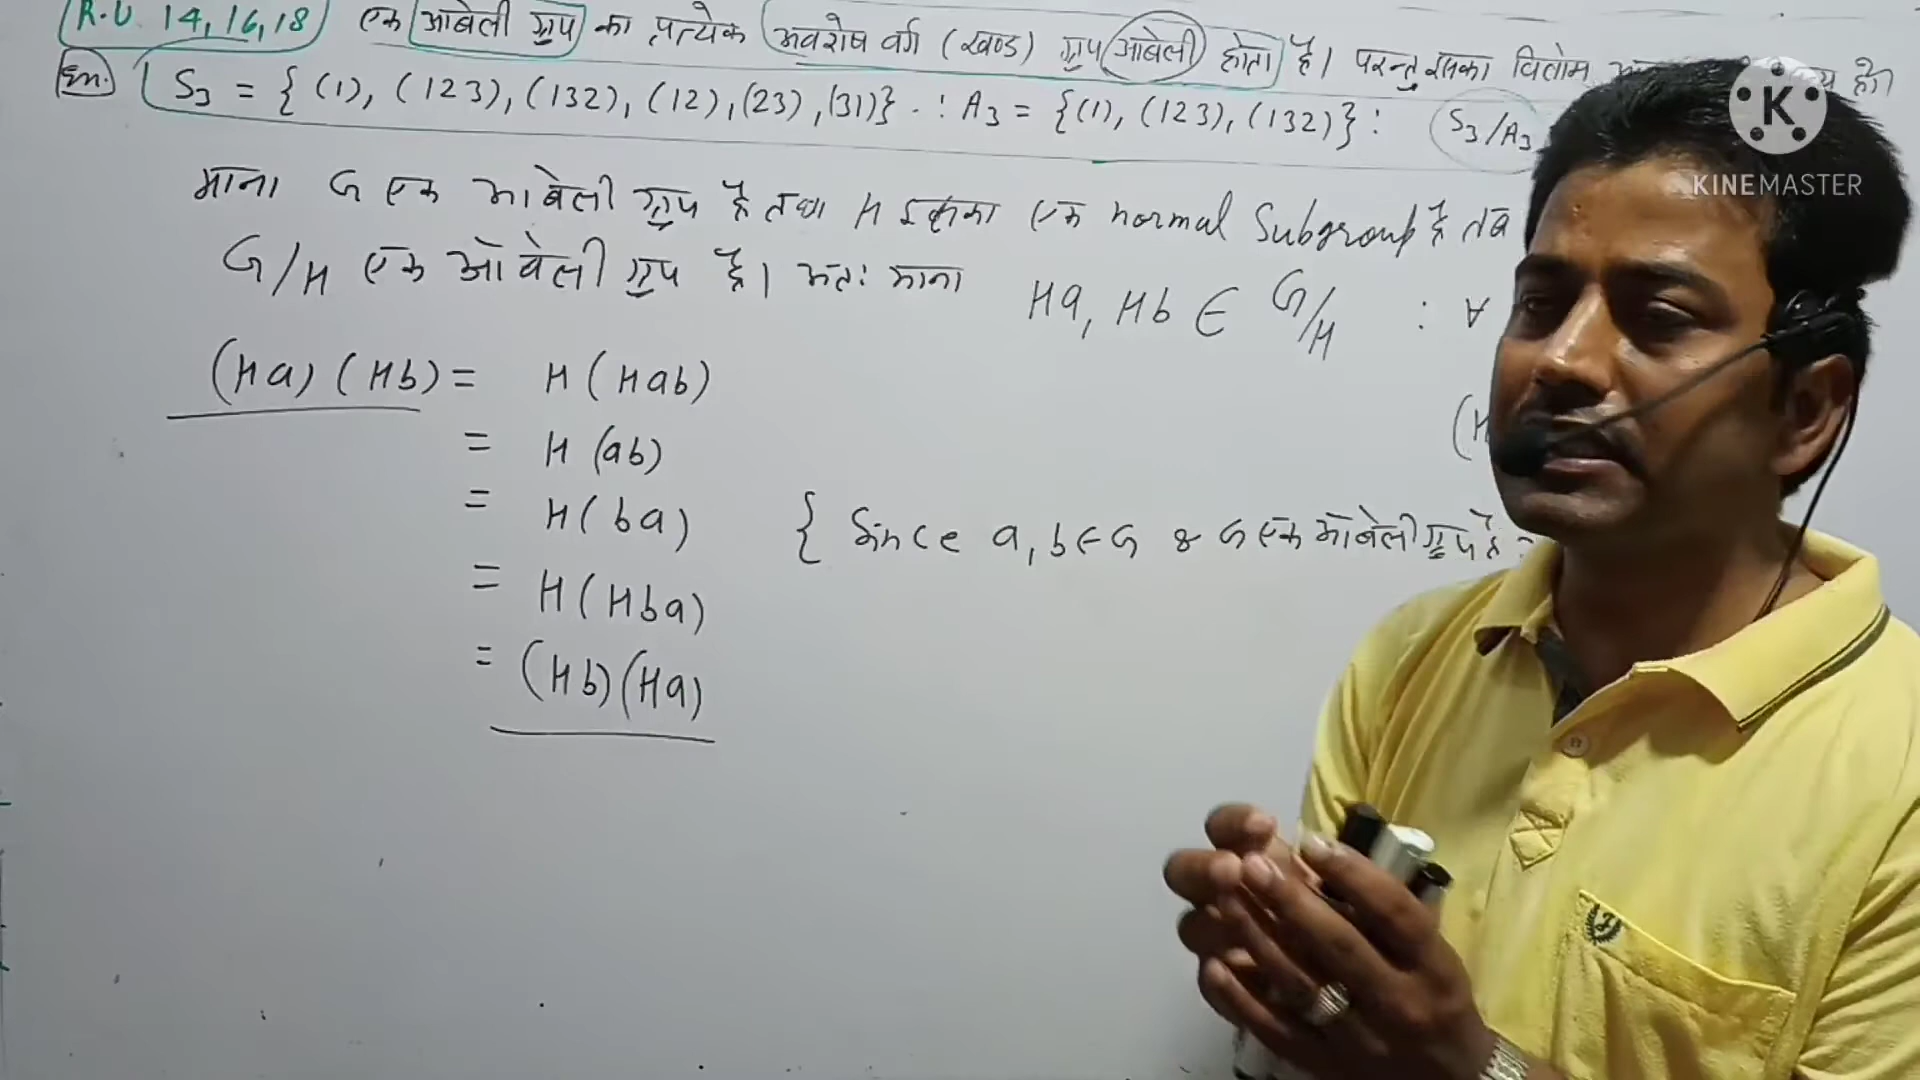 R.U. 14, 16, 18 एक आबेली ग्रुप का प्रत्येक अवशेष वर्ग (खण्ड) ग्रुप आबेली होता है। परन्तु इसका विलोम
Em. S3 = { (1), (123), (132), (12), (23), (31)} . : A3 = {(1), (123), (132)} : S3/A3
माना G एक आबेली ग्रुप है तथा H इसका एक normal Subgroup है तब
G/H एक आबेली ग्रुप है। अतः माना Ha, Hb ∈ G/H : ∀
(Ha) (Hb) = H (Hab)
= H (ab)
= H (ba) { Since a, b ∈ G & G एक आबेली ग्रुप है
= H (Hba)
= (Hb)(Ha)
K
KINEMASTER